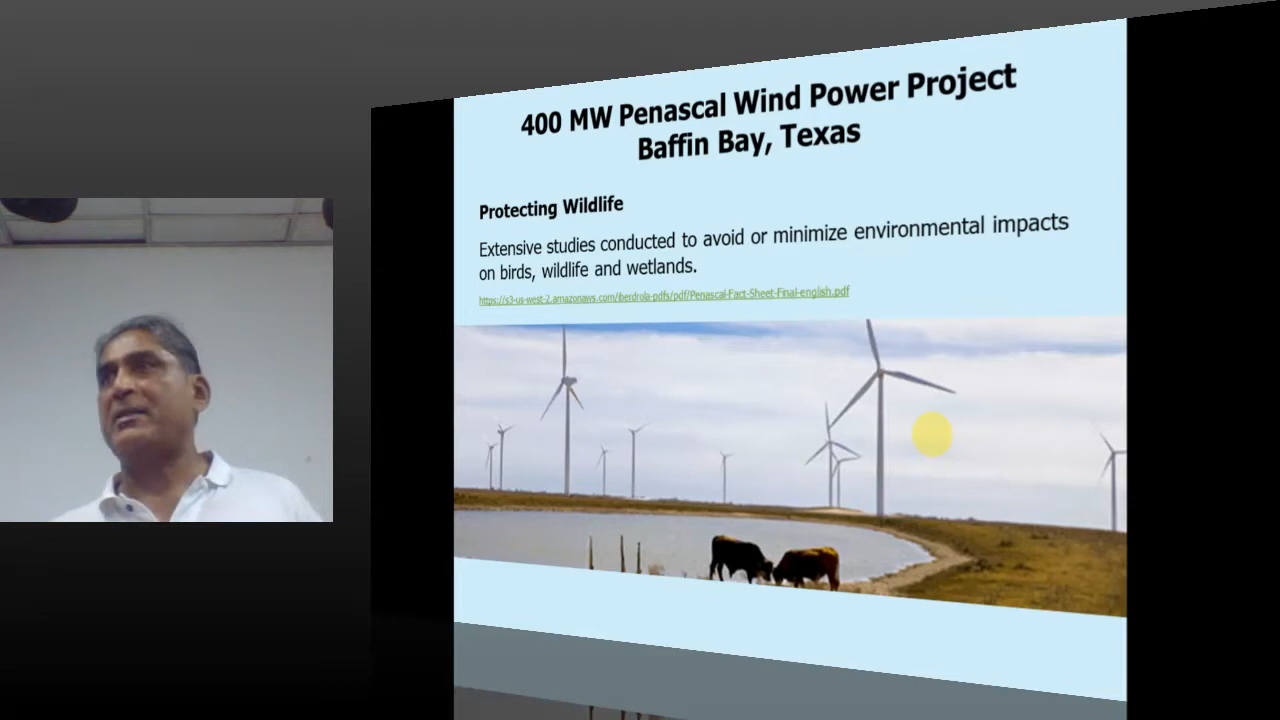 400 MW Penascal Wind Power Project
Baffin Bay, Texas
Protecting Wildlife
Extensive studies conducted to avoid or minimize environmental impacts
on birds, wildlife and wetlands.
https://s3-us-west-2.amazonaws.com/iberdrola-pdfs/pdf/Penascal-Fact-Sheet-Final-english.pdf